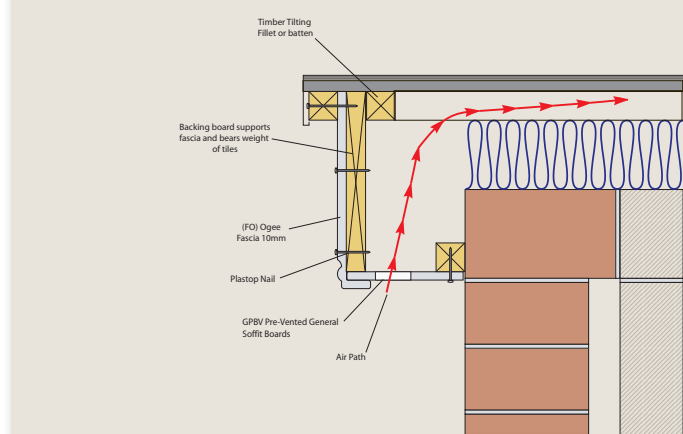 Timber Tilting
Fillet or batten
Backing board supports
fascia and bears weight
of tiles
(FO) Ogee
Fascia 10mm
Plastop Nail
GPBV Pre-Vented General
Soffit Boards
Air Path